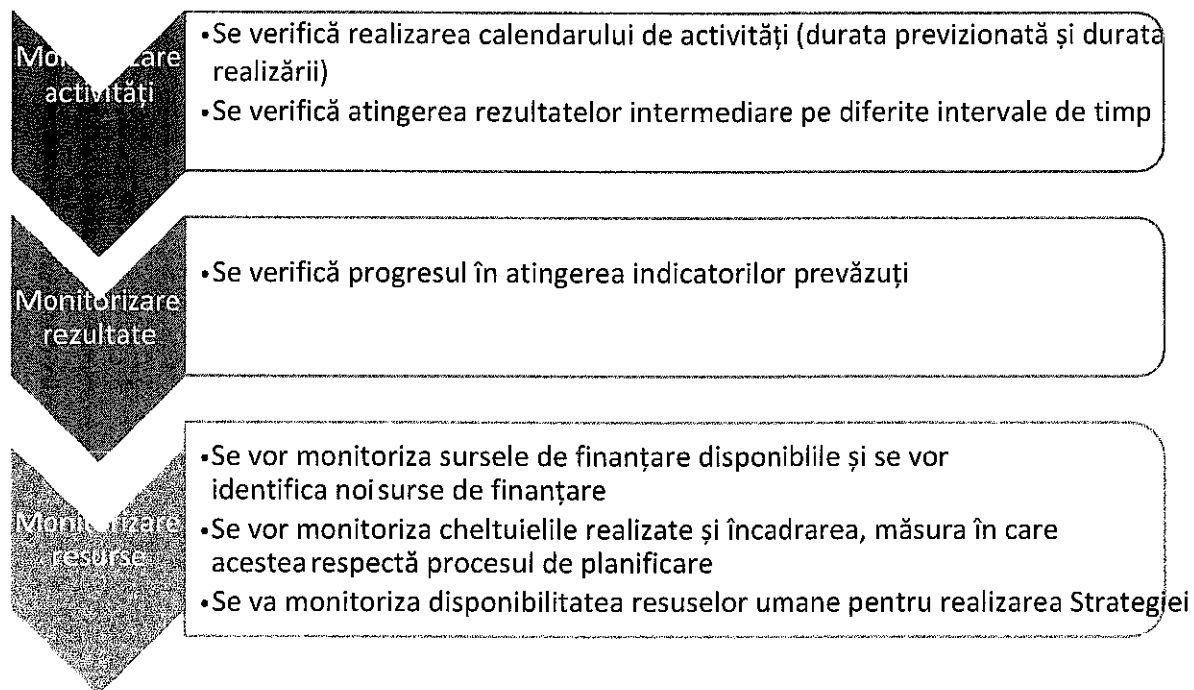 Monitorizare
activități
•Se verifică realizarea calendarului de activități (durata previzionată și durata
realizării)
•Se verifică atingerea rezultatelor intermediare pe diferite intervale de timp
Monitorizare
rezultate
•Se verifică progresul în atingerea indicatorilor prevăzuți
Monitorizare
resurse
•Se vor monitoriza sursele de finanțare disponiblile și se vor
identifica noi surse de finanțare
•Se vor monitoriza cheltuielile realizate și încadrarea, măsura în care
acestea respectă procesul de planificare
•Se va monitoriza disponibilitatea resuselor umane pentru realizarea Strategiei